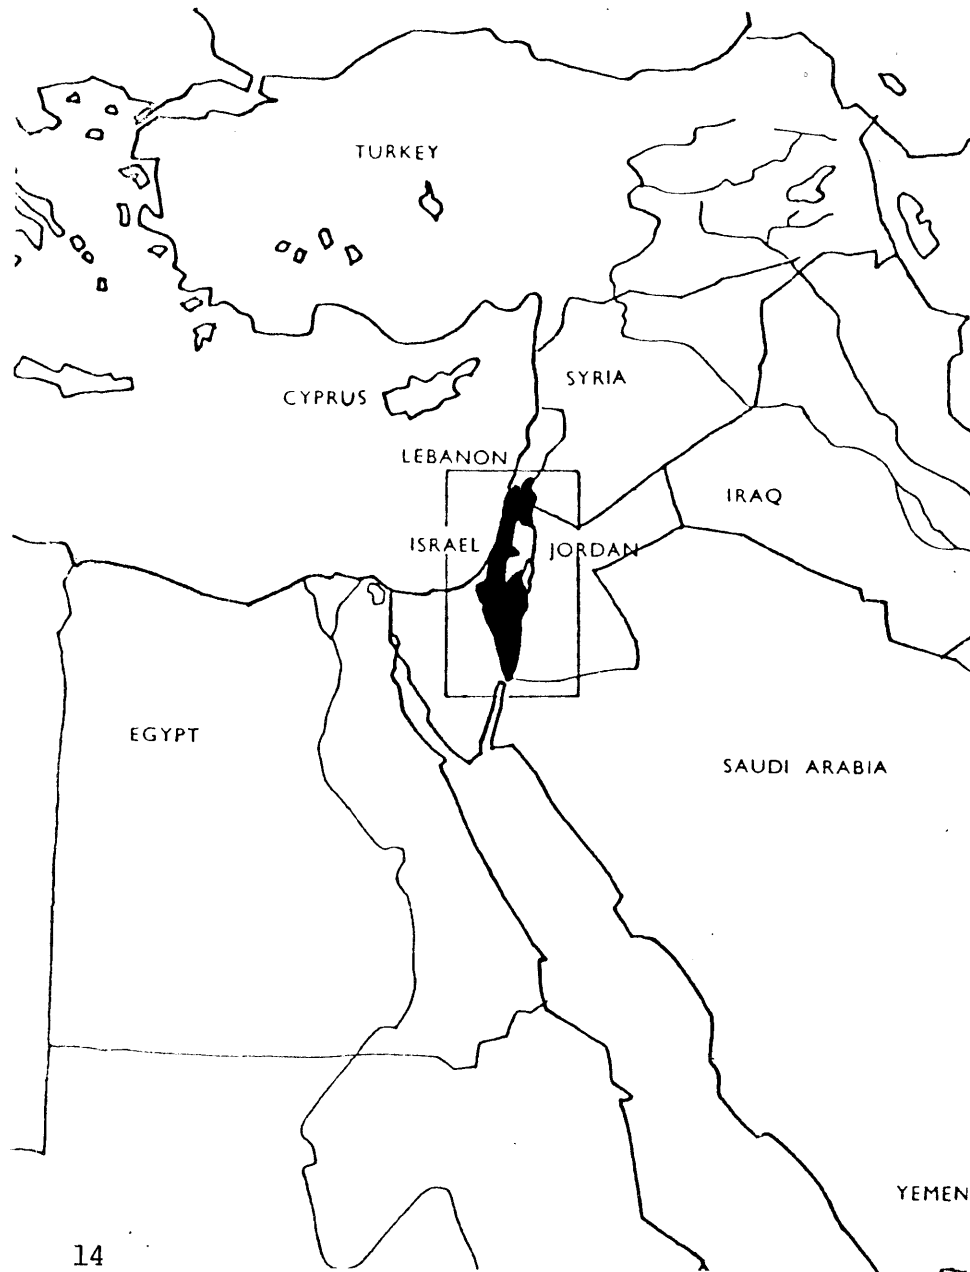 TURKEY
CYPRUS
SYRIA
LEBANON
IRAQ
ISRAEL
JORDAN
EGYPT
SAUDI ARABIA
YEMEN
14